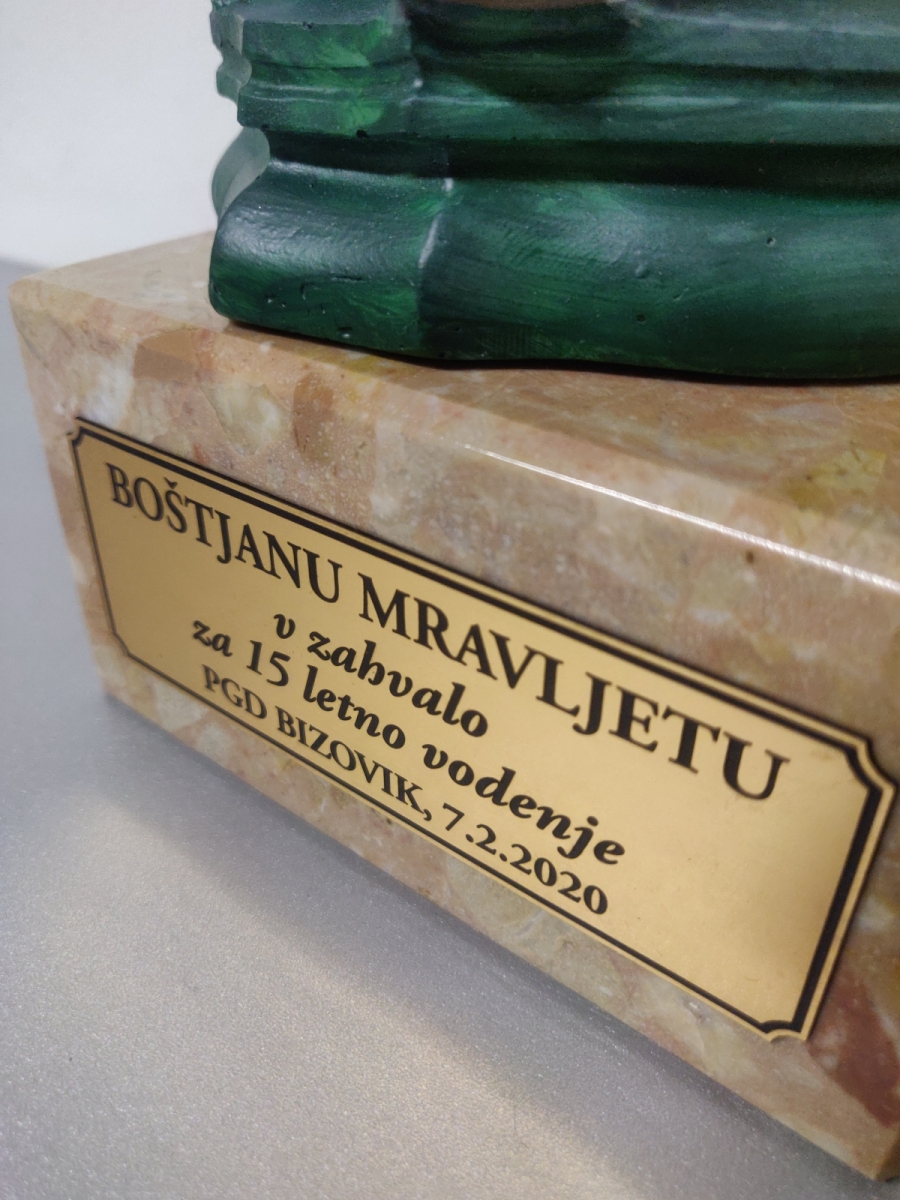 BOŠTJANU MRAVLJETU
v zahvalo
za 15 letno vodenje
PGD BIZOVIK, 7.2.2020